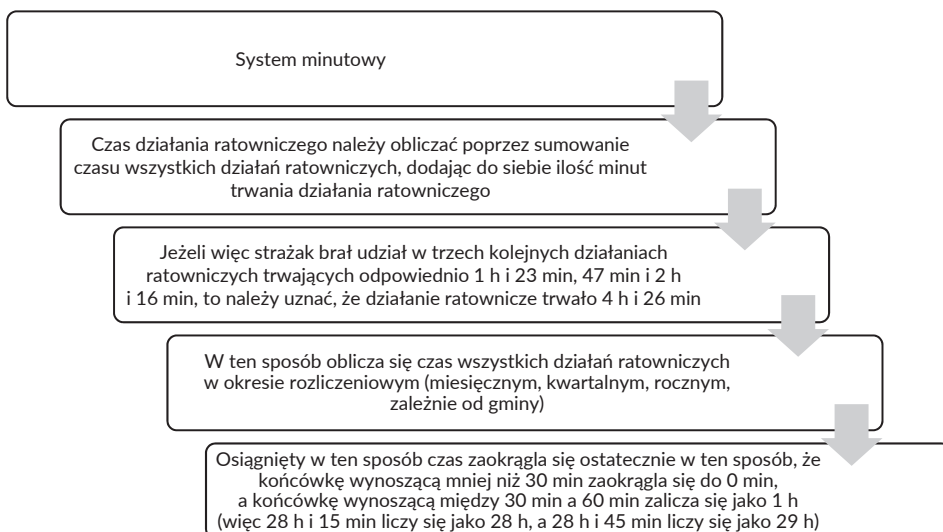 System minutowy
Czas działania ratowniczego należy obliczać poprzez sumowanie
czasu wszystkich działań ratowniczych, dodając do siebie ilość minut
trwania działania ratowniczego
Jeżeli więc strażak brał udział w trzech kolejnych działaniach
ratowniczych trwających odpowiednio 1 h i 23 min, 47 min i 2 h
i 16 min, to należy uznać, że działanie ratownicze trwało 4 h i 26 min
W ten sposób oblicza się czas wszystkich działań ratowniczych
w okresie rozliczeniowym (miesięcznym, kwartalnym, rocznym,
zależnie od gminy)
Osiągnięty w ten sposób czas zaokrągla się ostatecznie w ten sposób, że
końcówkę wynoszącą mniej niż 30 min zaokrągla się do 0 min,
a końcówkę wynoszącą między 30 min a 60 min zalicza się jako 1 h
(więc 28 h i 15 min liczy się jako 28 h, a 28 h i 45 min liczy się jako 29 h)